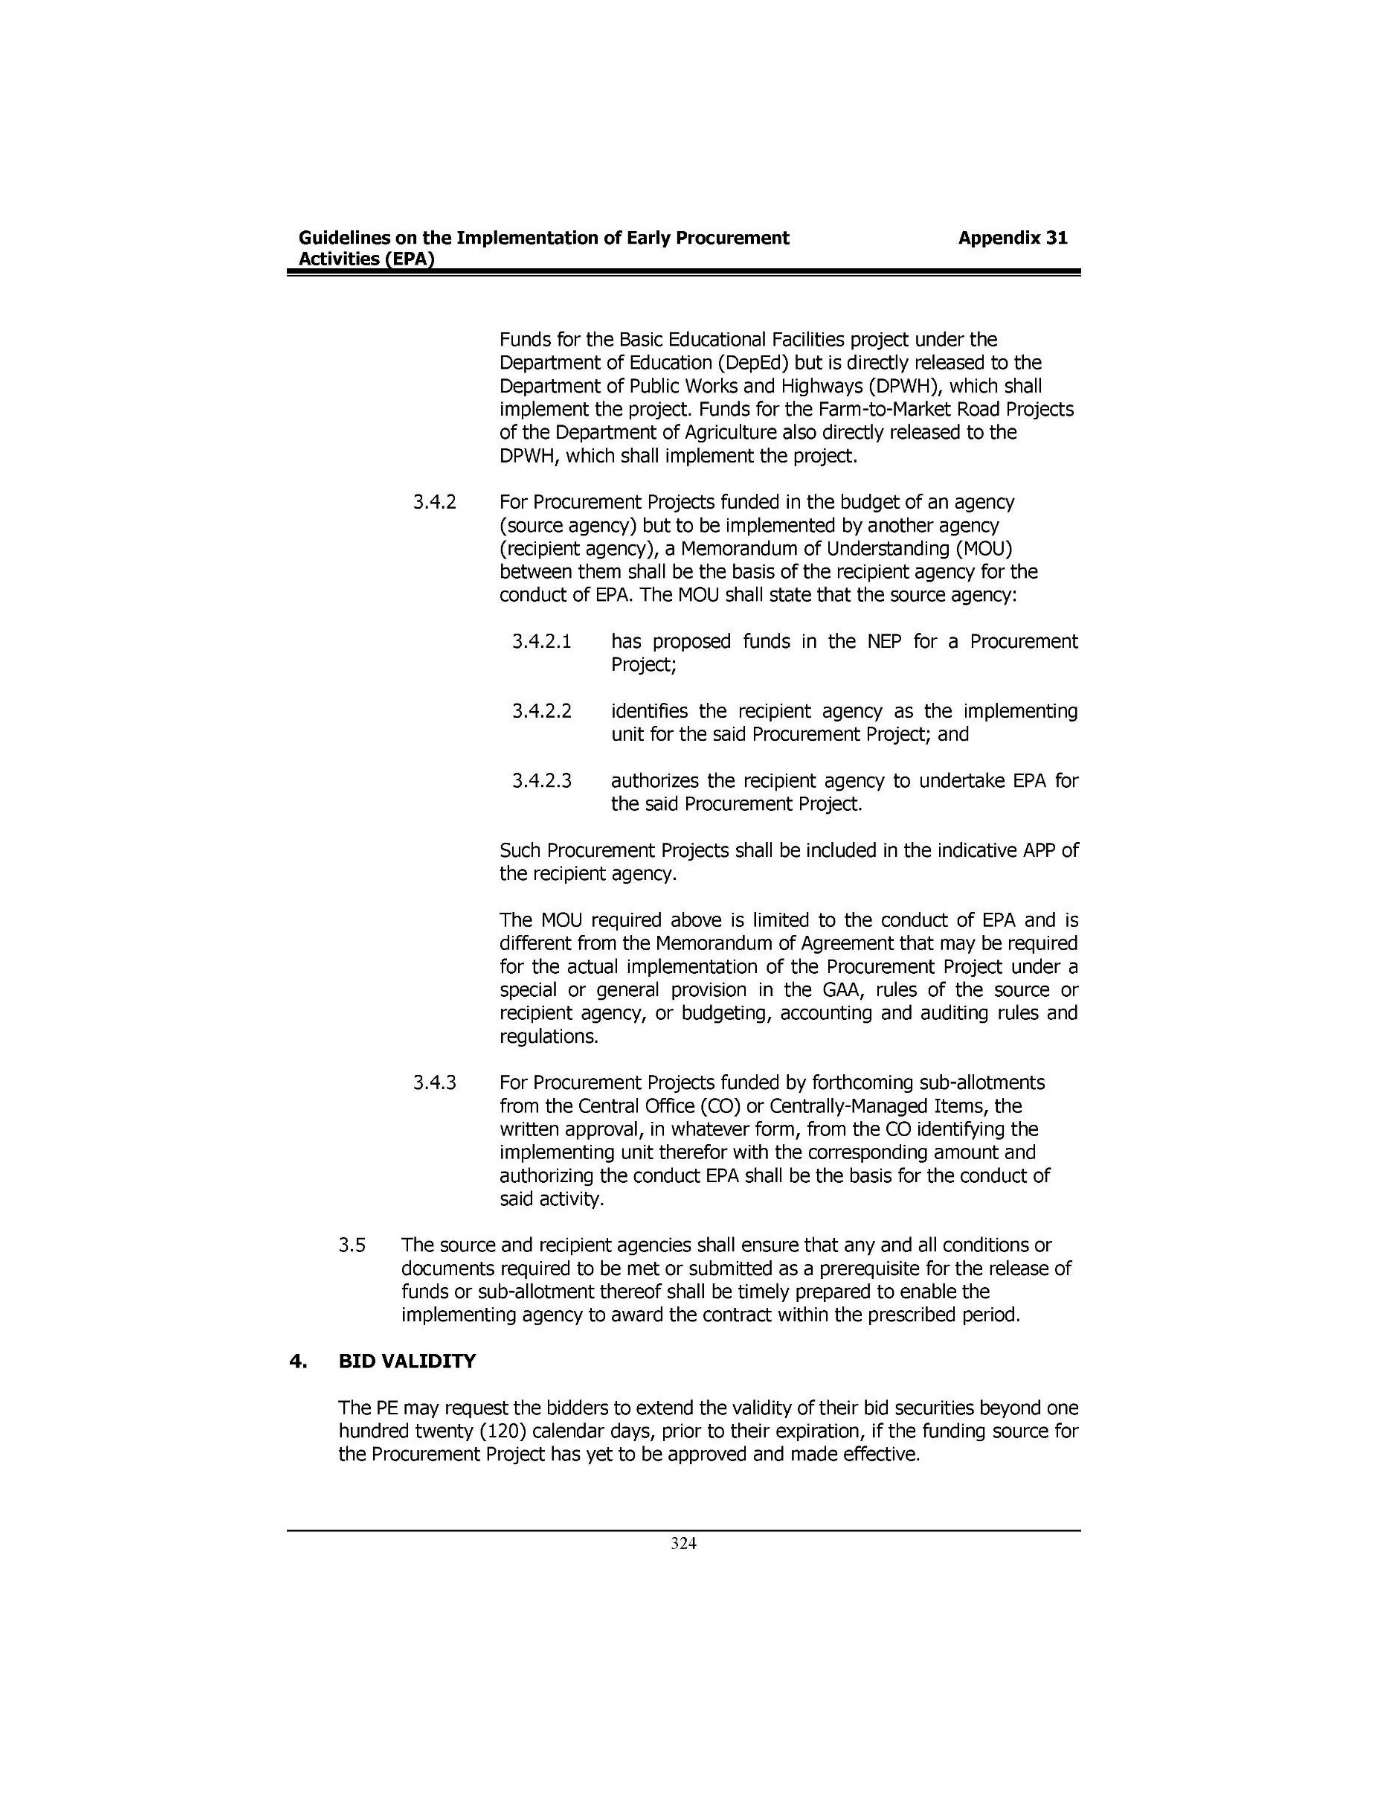 Guidelines on the Implementation of Early Procurement Appendix 31
Activities (EPA)
Funds for the Basic Educational Facilities project under the
Department of Education (DepEd) but is directly released to the
Department of Public Works and Highways (DPWH), which shall
implement the project. Funds for the Farm-to-Market Road Projects
of the Department of Agriculture also directly released to the
DPWH, which shall implement the project.
3.4.2 For Procurement Projects funded in the budget of an agency
(source agency) but to be implemented by another agency
(recipient agency), a Memorandum of Understanding (MOU)
between them shall be the basis of the recipient agency for the
conduct of EPA. The MOU shall state that the source agency:
3.4.2.1 has proposed funds in the NEP for a Procurement
Project;
3.4.2.2 identifies the recipient agency as the implementing
unit for the said Procurement Project; and
3.4.2.3 authorizes the recipient agency to undertake EPA for
the said Procurement Project.
Such Procurement Projects shall be included in the indicative APP of
the recipient agency.
The MOU required above is limited to the conduct of EPA and is
different from the Memorandum of Agreement that may be required
for the actual implementation of the Procurement Project under a
special or general provision in the GAA, rules of the source or
recipient agency, or budgeting, accounting and auditing rules and
regulations.
3.4.3 For Procurement Projects funded by forthcoming sub-allotments
from the Central Office (CO) or Centrally-Managed Items, the
written approval, in whatever form, from the CO identifying the
implementing unit therefor with the corresponding amount and
authorizing the conduct EPA shall be the basis for the conduct of
said activity.
3.5 The source and recipient agencies shall ensure that any and all conditions or
documents required to be met or submitted as a prerequisite for the release of
funds or sub-allotment thereof shall be timely prepared to enable the
implementing agency to award the contract within the prescribed period.
4. BID VALIDITY
The PE may request the bidders to extend the validity of their bid securities beyond one
hundred twenty (120) calendar days, prior to their expiration, if the funding source for
the Procurement Project has yet to be approved and made effective.
324